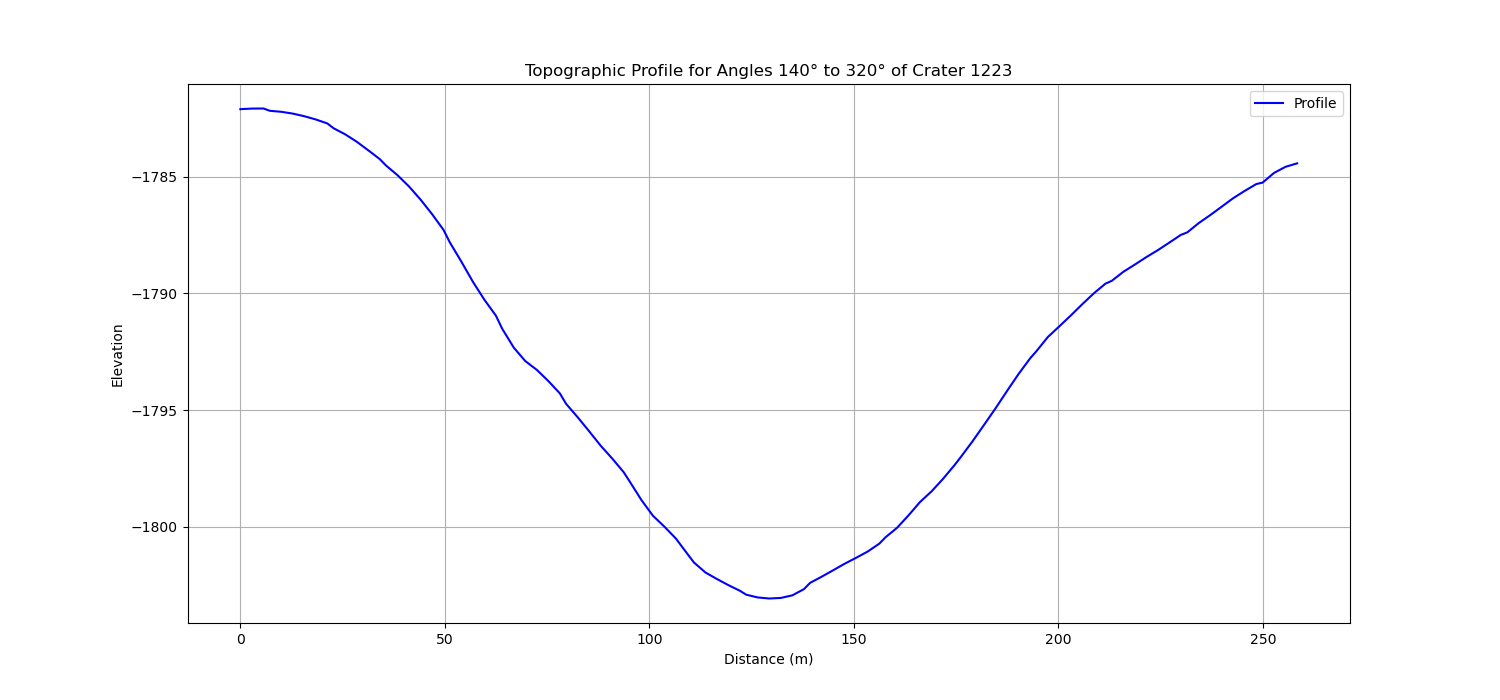 Topographic Profile for Angles 140° to 320° of Crater 1223
Profile
Elevation
−1785
−1790
−1795
−1800
0 50 100 150 200 250
Distance (m)